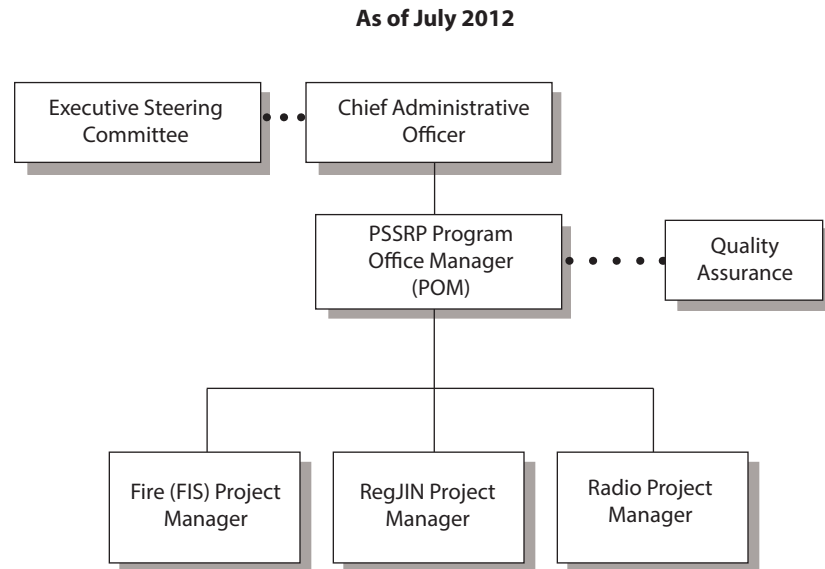 As of July 2012
Executive Steering
Committee
Chief Administrative
Officer
PSSRP Program
Office Manager
(POM)
Quality
Assurance
Fire (FIS) Project
Manager
RegJIN Project
Manager
Radio Project
Manager